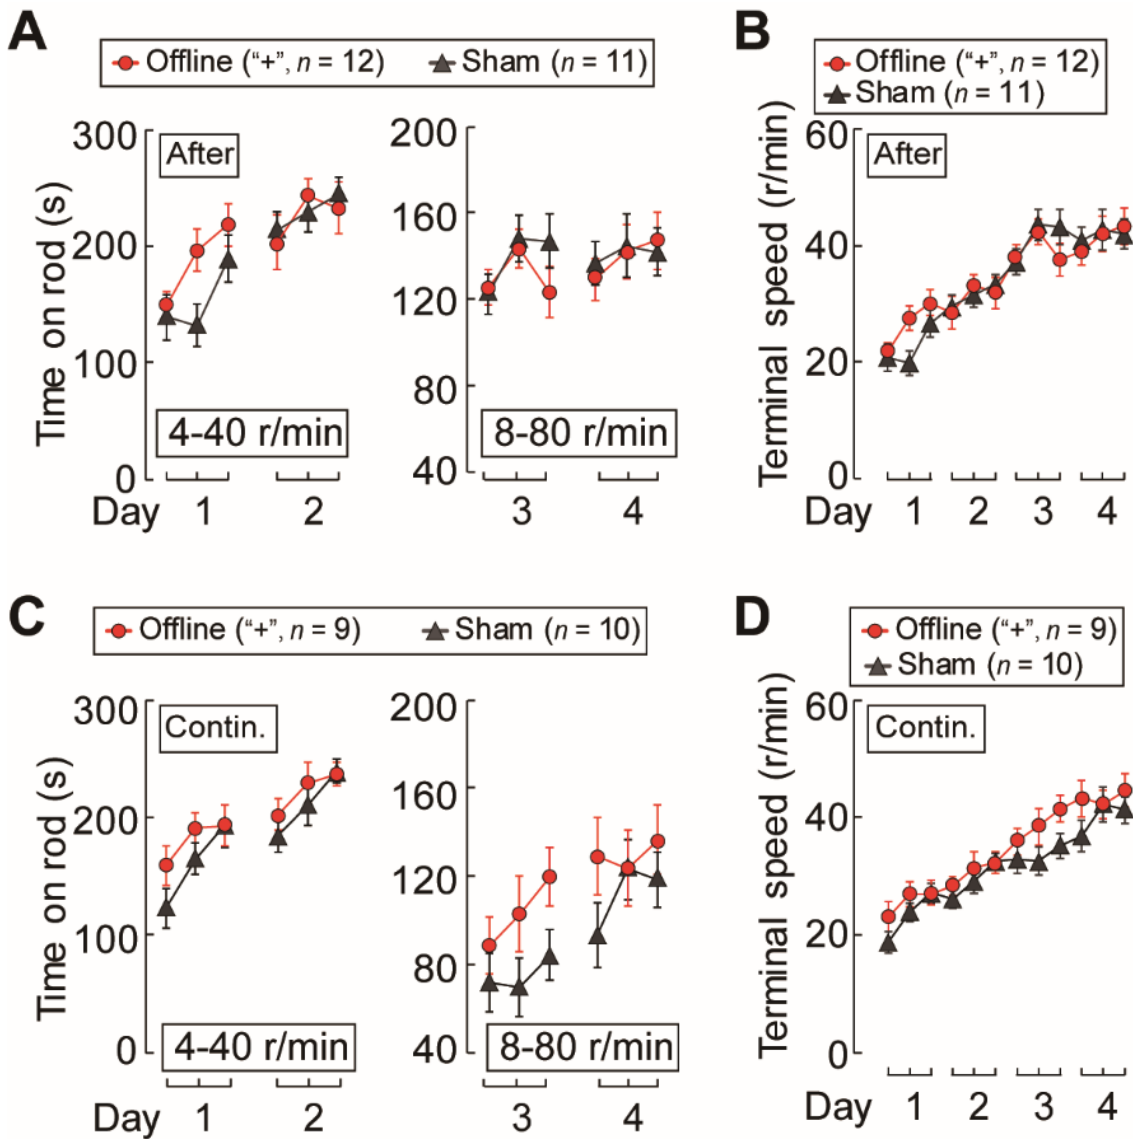 A
Offline (“+”, n = 12) Sham (n = 11)
Time on rod (s)
300
200
100
0
After
4-40 r/min
200
160
120
80
40
8-80 r/min
Day 1 2 3 4
B
Offline (“+”, n = 12)
Sham (n = 11)
Terminal speed (r/min)
60
40
20
0
After
Day 1 2 3 4
C
Offline (“+”, n = 9) Sham (n = 10)
Time on rod (s)
300
200
100
0
Contin.
4-40 r/min
200
160
120
80
40
8-80 r/min
Day 1 2 3 4
D
Offline (“+”, n = 9)
Sham (n = 10)
Terminal speed (r/min)
60
40
20
0
Contin.
Day 1 2 3 4